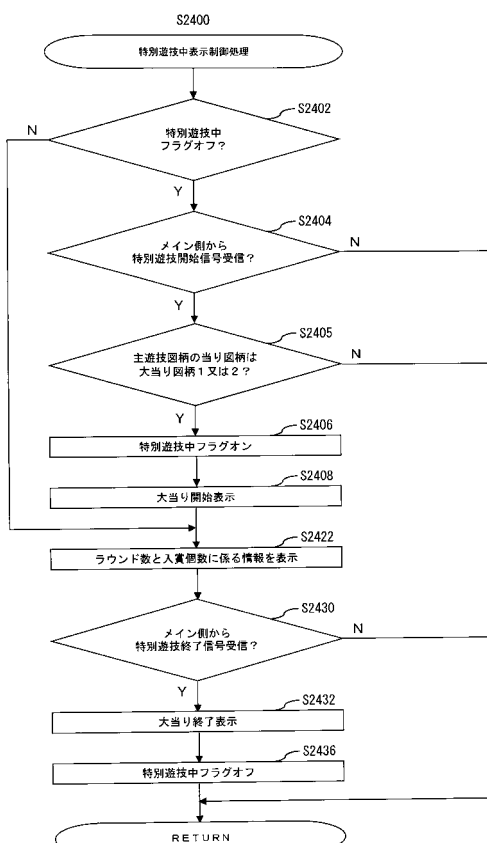 S2400
特別遊技中表示制御処理
S2402
N
特別遊技中
フラグオフ?
Y
S2404
メイン側から
特別遊技開始信号受信?
N
Y
S2405
主遊技図柄の当り図柄は
大当り図柄1又は2?
N
Y
S2406
特別遊技中フラグオン
S2408
大当り開始表示
S2422
ラウンド数と入賞個数に係る情報を表示
S2430
メイン側から
特別遊技終了信号受信?
N
Y
S2432
大当り終了表示
S2436
特別遊技中フラグオフ
RETURN